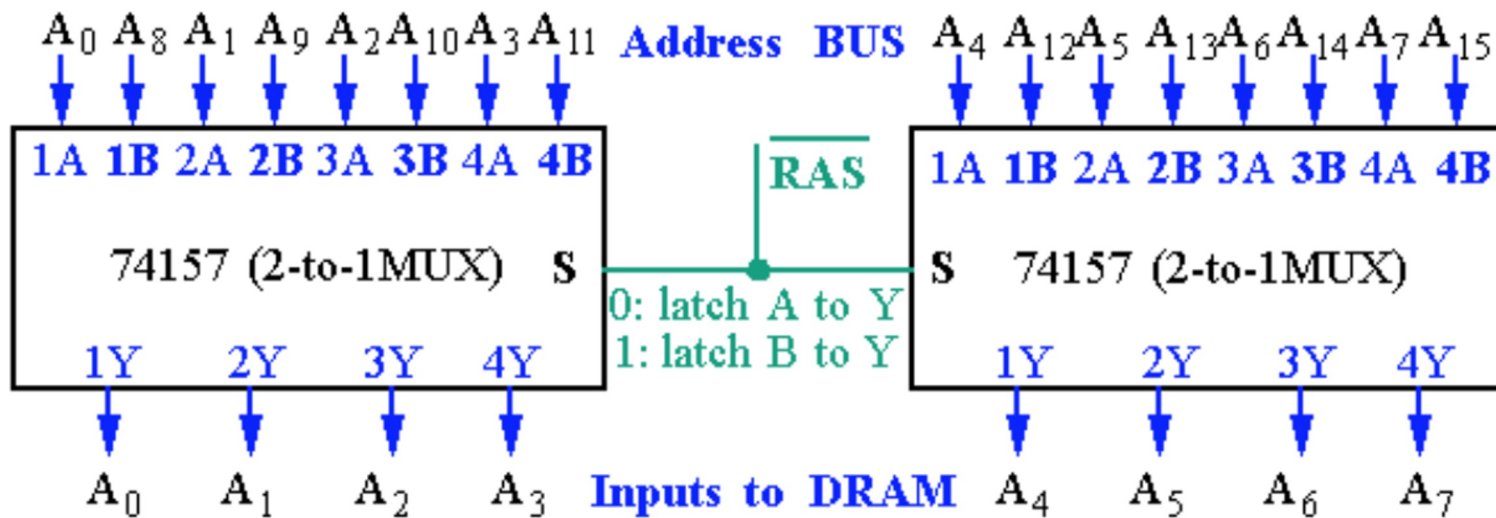 A0 A8 A1 A9 A2 A10 A3 A11 Address BUS A4 A12 A5 A13 A6 A14 A7 A15
1A 1B 2A 2B 3A 3B 4A 4B RAS 1A 1B 2A 2B 3A 3B 4A 4B
74157 (2-to-1MUX) S S 74157 (2-to-1MUX)
0: latch A to Y
1: latch B to Y
1Y 2Y 3Y 4Y 1Y 2Y 3Y 4Y
A0 A1 A2 A3 Inputs to DRAM A4 A5 A6 A7